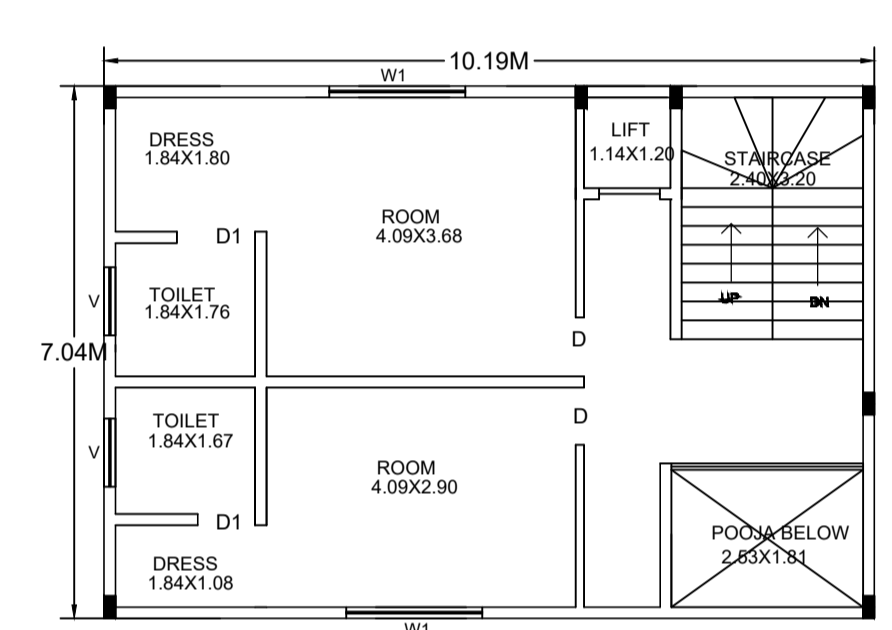 10.19M
W1
DRESS
1.84X1.80
LIFT
1.14X1.20
STAIRCASE
2.40X3.20
ROOM
4.09X3.68
D1
V
TOILET
1.84X1.76
UP
DN
7.04M
D
TOILET
1.84X1.67
D
V
ROOM
4.09X2.90
D1
POOJA BELOW
2.53X1.81
DRESS
1.84X1.08
W1